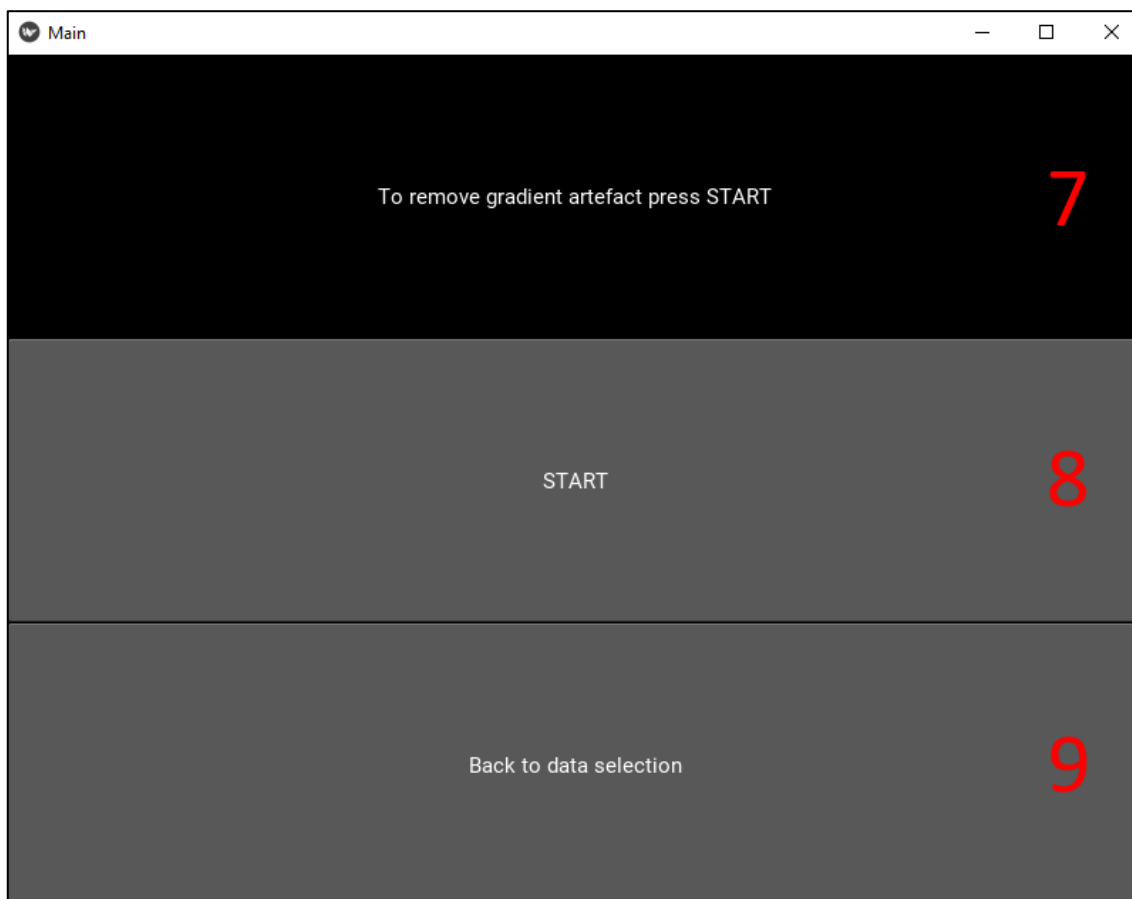 Main
To remove gradient artefact press START
7
START
8
Back to data selection
9